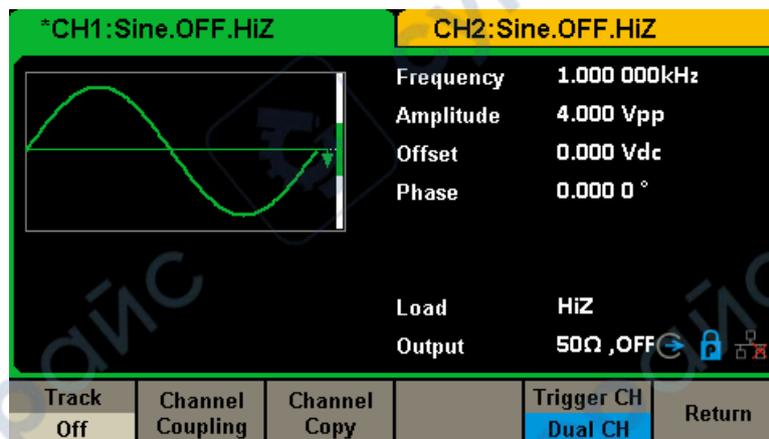 *CH1:Sine.OFF.HiZ CH2:Sine.OFF.HiZ
Frequency 1.000 000kHz
Amplitude 4.000 Vpp
Offset 0.000 Vdc
Phase 0.000 0 °
Load HiZ
Output 50Ω ,OFF
Track Channel Channel Trigger CH Return
Off Coupling Copy Dual CH